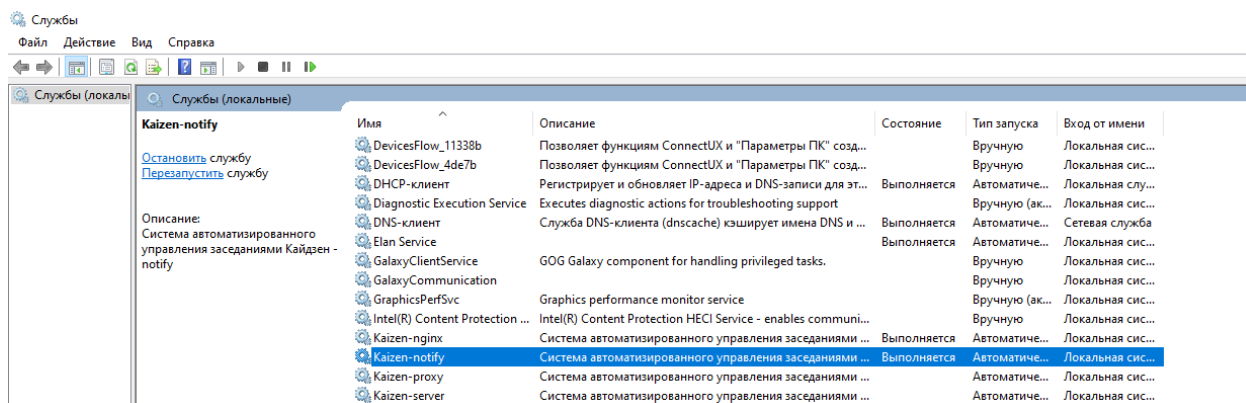 Службы
Файл Действие Вид Справка
Службы (локалы
Службы (локальные)
Kaizen-notify
Остановить службу
Перезапустить службу
Описание:
Система автоматизированного
управления заседаниями Кайдзен -
notify
Имя Описание Состояние Тип запуска Вход от имени
DevicesFlow_11338b Позволяет функциям ConnectUX и "Параметры ПК" созд... Вручную Локальная сис...
DevicesFlow_4de7b Позволяет функциям ConnectUX и "Параметры ПК" созд... Вручную Локальная сис...
DHCP-клиент Регистрирует и обновляет IP-адреса и DNS-записи для эт... Выполняется Автоматиче... Локальная слу...
Diagnostic Execution Service Executes diagnostic actions for troubleshooting support Вручную (ак... Локальная сис...
DNS-клиент Служба DNS-клиента (dnscache) кэширует имена DNS и ... Выполняется Автоматиче... Сетевая служба
Elan Service Выполняется Автоматиче... Локальная сис...
GalaxyClientService GOG Galaxy component for handling privileged tasks. Вручную Локальная сис...
GalaxyCommunication Вручную Локальная сис...
GraphicsPerfSvc Graphics performance monitor service Вручную (ак... Локальная сис...
Intel(R) Content Protection ... Intel(R) Content Protection HECI Service - enables communi... Вручную Локальная сис...
Kaizen-nginx Система автоматизированного управления заседаниями ... Выполняется Автоматиче... Локальная сис...
Kaizen-notify Система автоматизированного управления заседаниями ... Выполняется Автоматиче... Локальная сис...
Kaizen-proxy Система автоматизированного управления заседаниями ... Автоматиче... Локальная сис...
Kaizen-server Система автоматизированного управления заседаниями ... Автоматиче... Локальная сис...